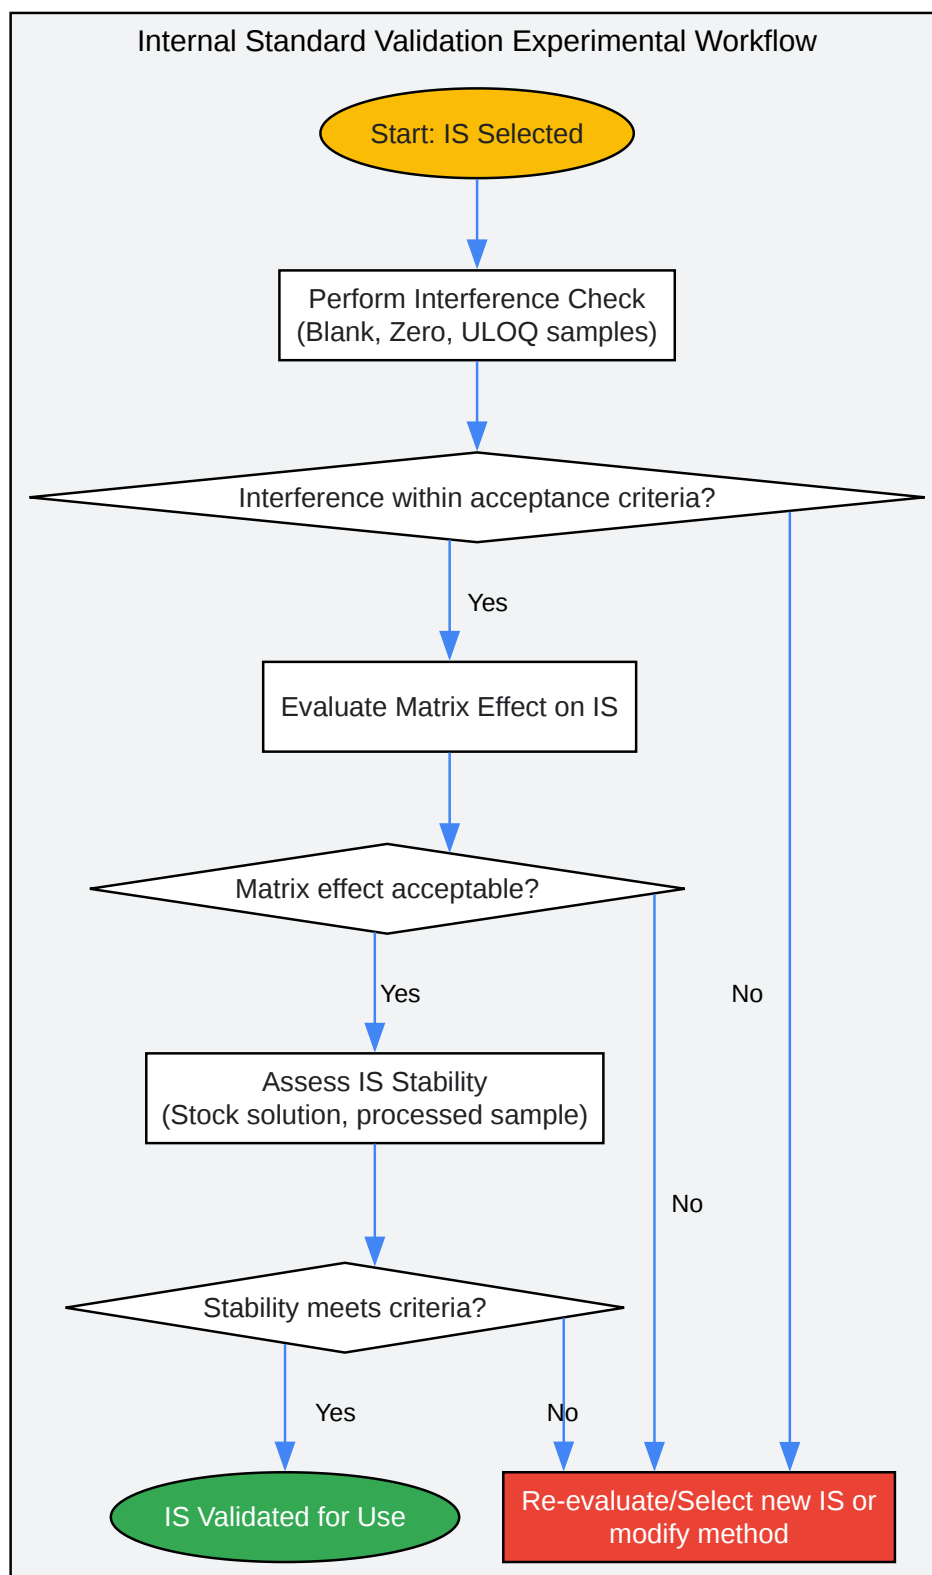 Internal Standard Validation Experimental Workflow
Start: IS Selected
Perform Interference Check
(Blank, Zero, ULOQ samples)
Interference within acceptance criteria?
Yes
Evaluate Matrix Effect on IS
Matrix effect acceptable?
Yes
No
Assess IS Stability
(Stock solution, processed sample)
No
Stability meets criteria?
Yes
No
IS Validated for Use
Re-evaluate/Select new IS or
modify method